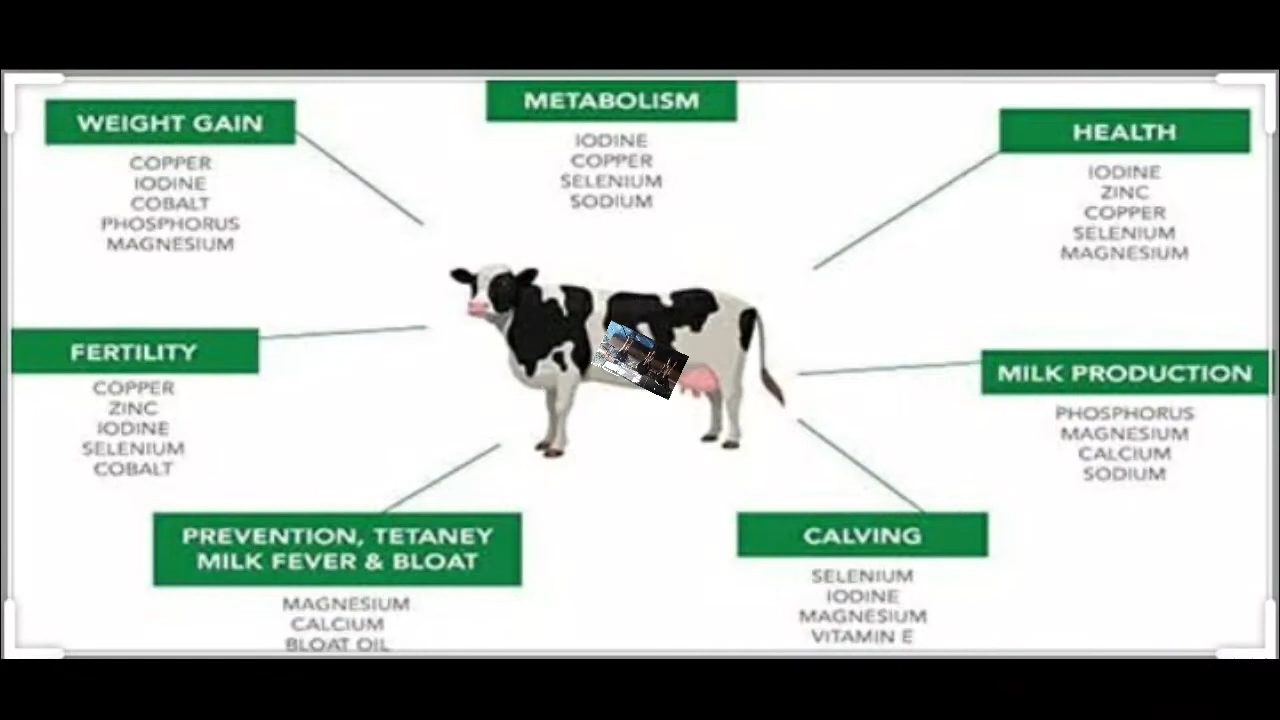 METABOLISM
IODINE
COPPER
SELENIUM
SODIUM
WEIGHT GAIN
COPPER
IODINE
COBALT
PHOSPHORUS
MAGNESIUM
HEALTH
IODINE
ZINC
COPPER
SELENIUM
MAGNESIUM
FERTILITY
COPPER
ZINC
IODINE
SELENIUM
COBALT
MILK PRODUCTION
PHOSPHORUS
MAGNESIUM
CALCIUM
SODIUM
PREVENTION, TETANEY
MILK FEVER & BLOAT
MAGNESIUM
CALCIUM
BLOAT OIL
CALVING
SELENIUM
IODINE
MAGNESIUM
VITAMIN E